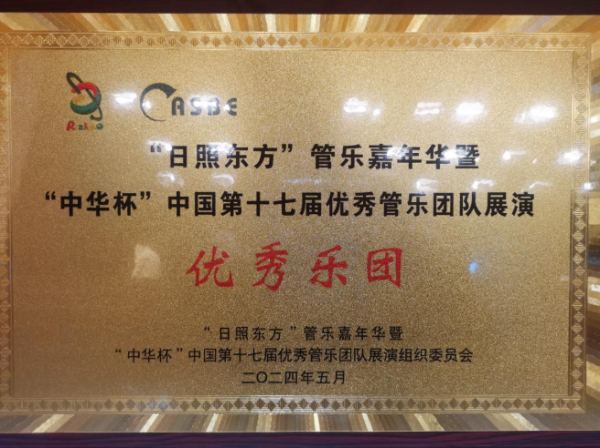 Rizhao CASBE
“日照东方”管乐嘉年华暨
“中华杯”中国第十七届优秀管乐团队展演
优秀乐团
“日照东方”管乐嘉年华暨
“中华杯”中国第十七届优秀管乐团队展演组织委员会
二〇二四年五月